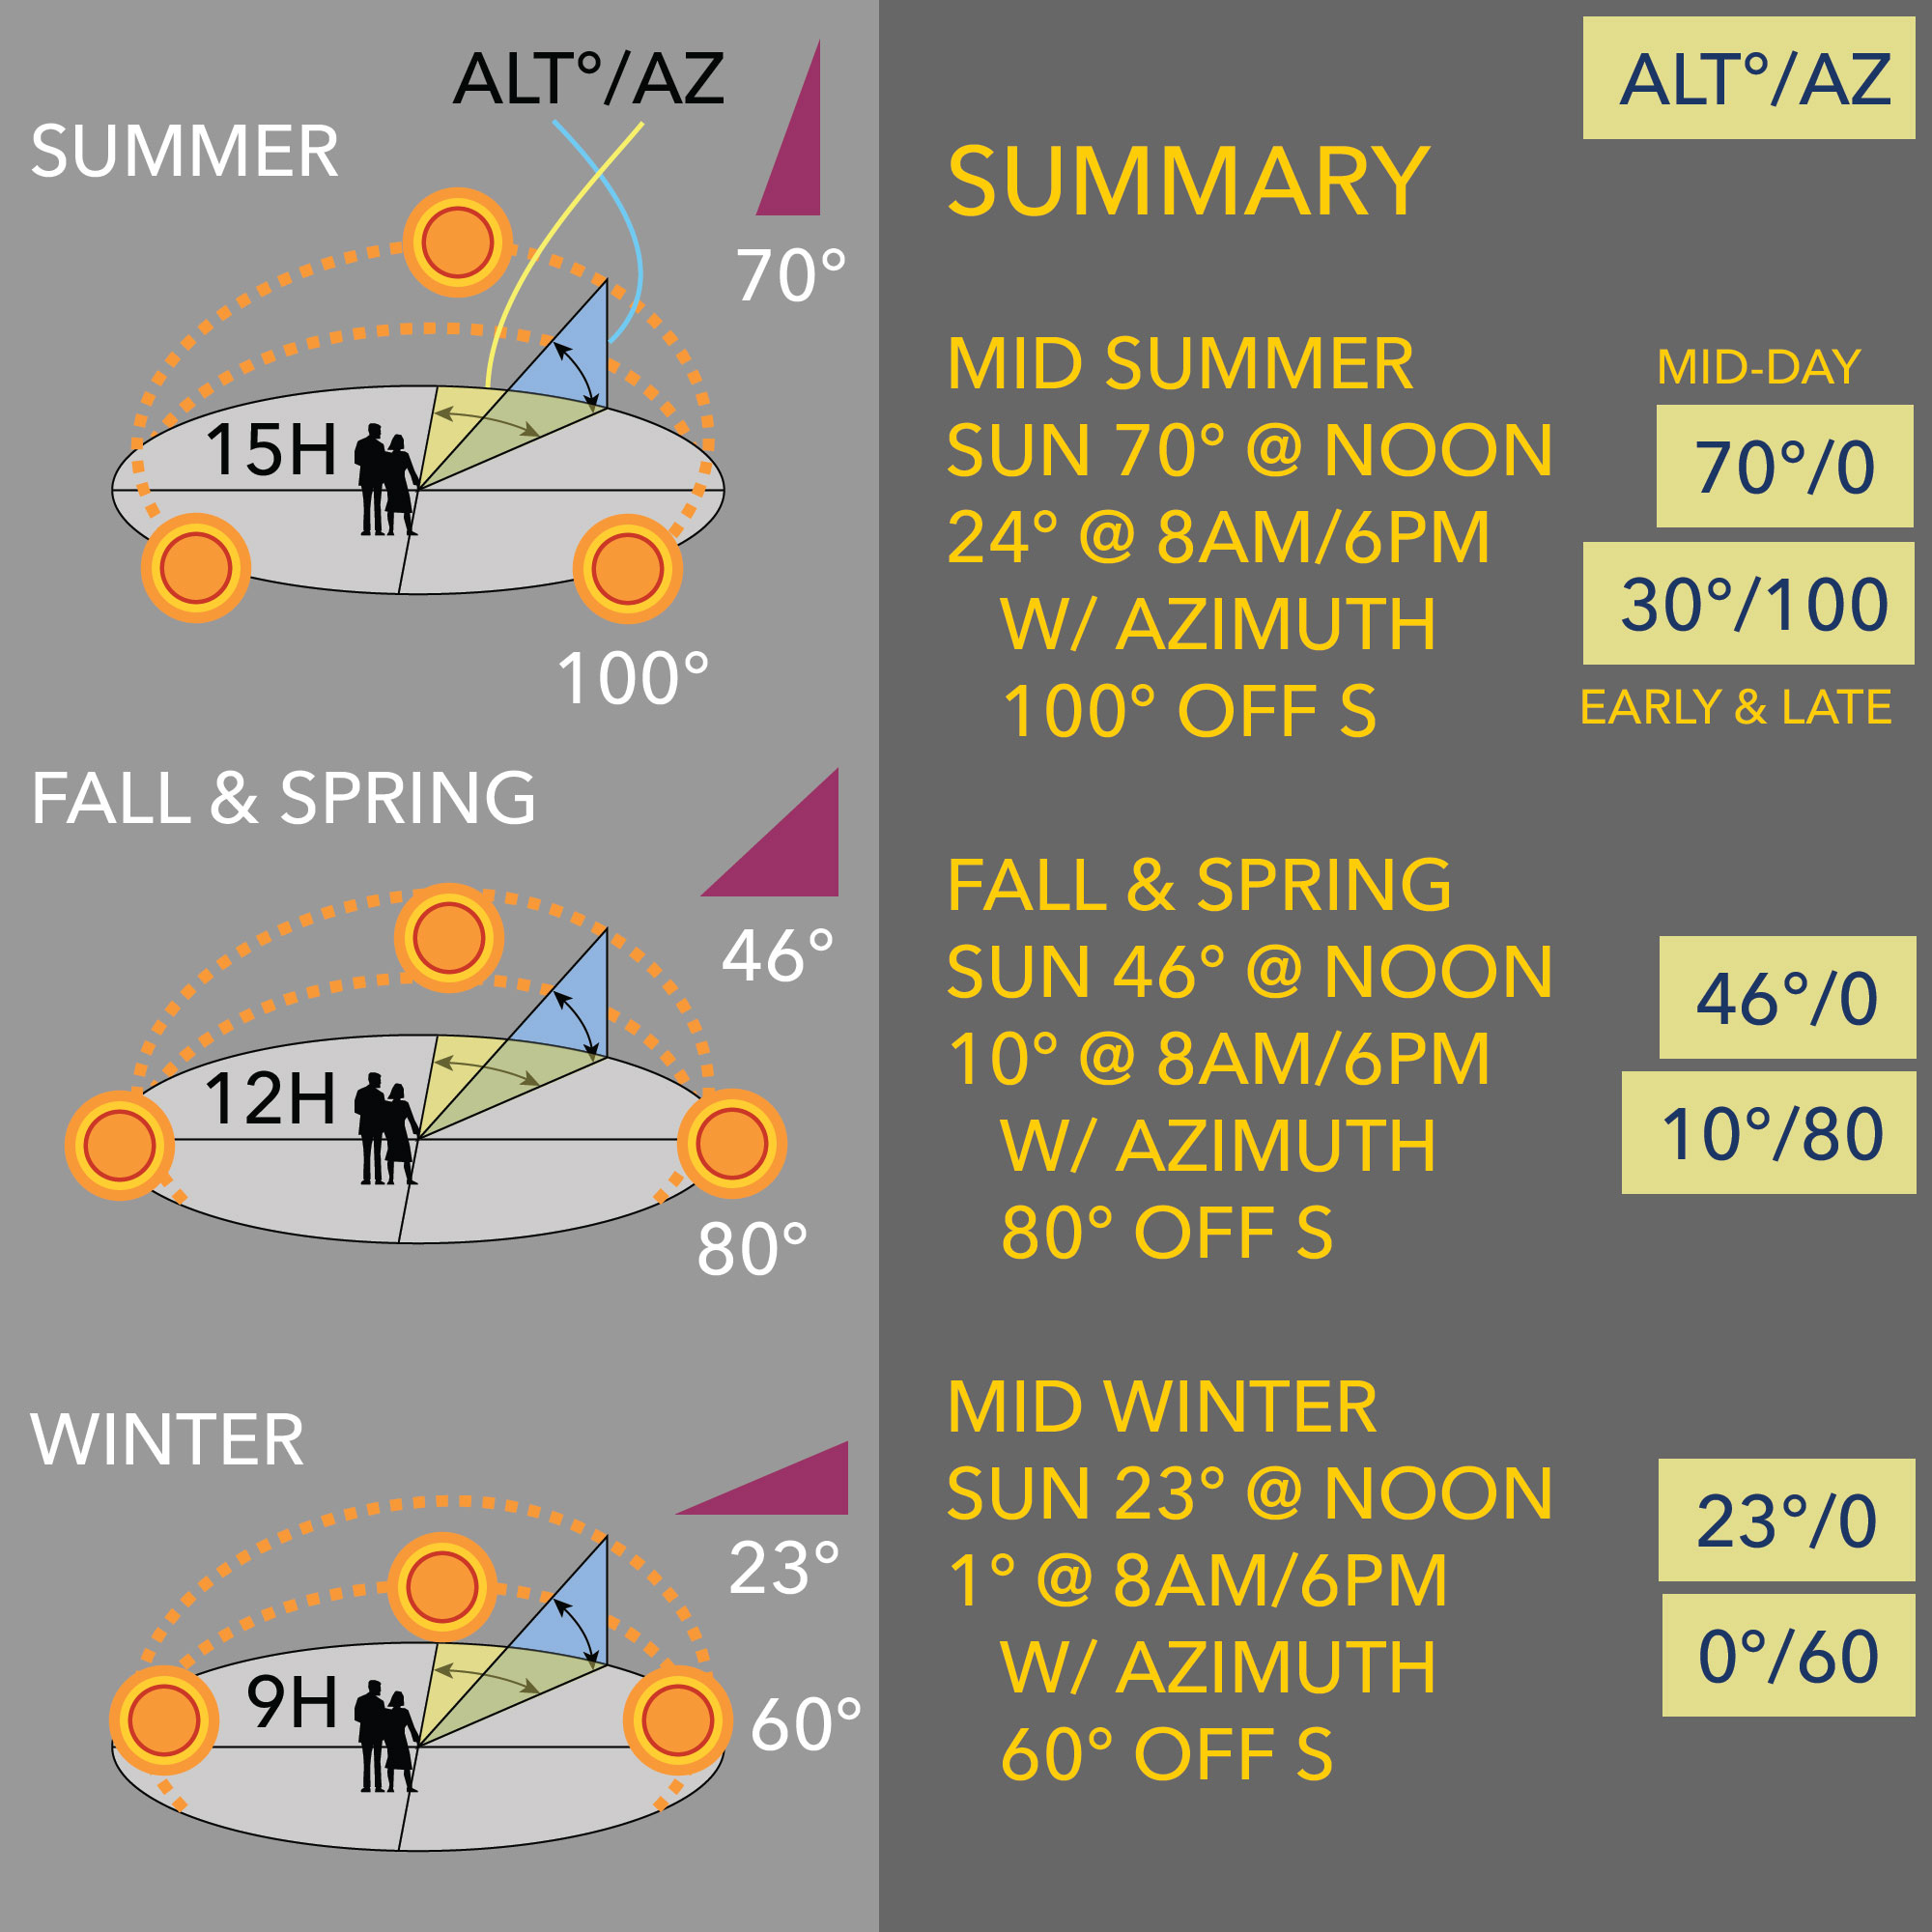 ALT°/AZ
SUMMER
70°
15H
100°
FALL & SPRING
46°
12H
80°
WINTER
23°
9H
60°
ALT°/AZ
SUMMARY
MID SUMMER
SUN 70° @ NOON
24° @ 8AM/6PM
W/ AZIMUTH
100° OFF S
MID-DAY
70°/0
30°/100
EARLY & LATE
FALL & SPRING
SUN 46° @ NOON
10° @ 8AM/6PM
W/ AZIMUTH
80° OFF S
46°/0
10°/80
MID WINTER
SUN 23° @ NOON
1° @ 8AM/6PM
W/ AZIMUTH
60° OFF S
23°/0
0°/60